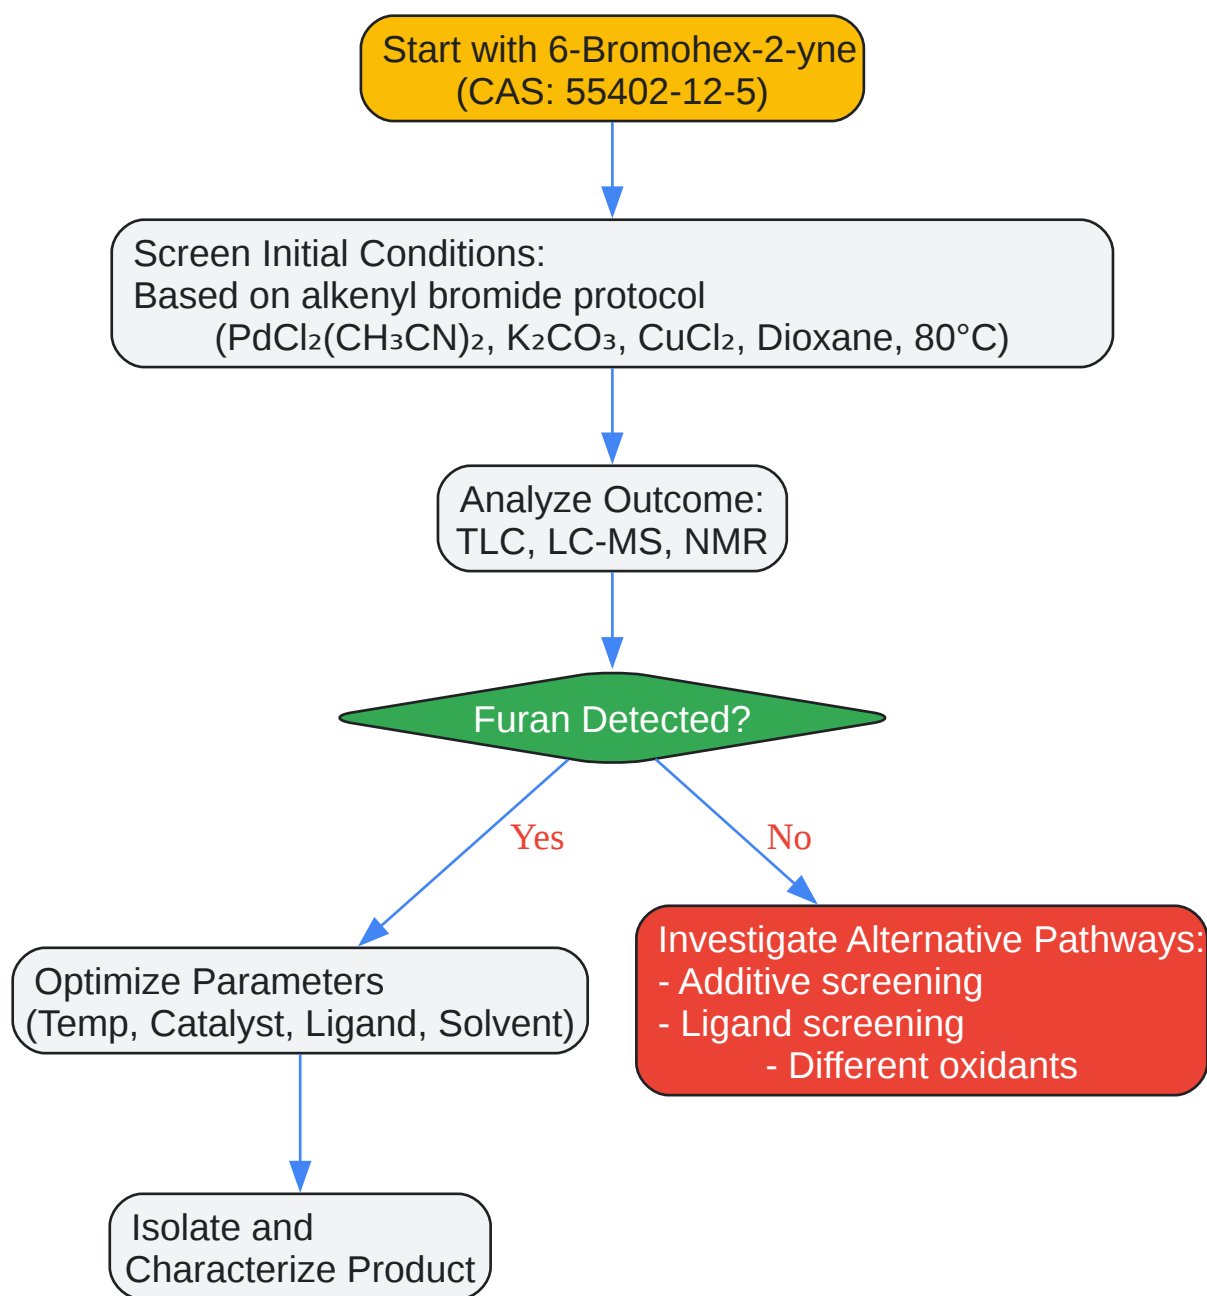 Start with 6-Bromohex-2-yne
(CAS: 55402-12-5)
Screen Initial Conditions:
Based on alkenyl bromide protocol
(PdCl₂(CH₃CN)₂, K₂CO₃, CuCl₂, Dioxane, 80°C)
Analyze Outcome:
TLC, LC-MS, NMR
Furan Detected?
Yes
No
Investigate Alternative Pathways:
- Additive screening
- Ligand screening
- Different oxidants
Optimize Parameters
(Temp, Catalyst, Ligand, Solvent)
Isolate and
Characterize Product